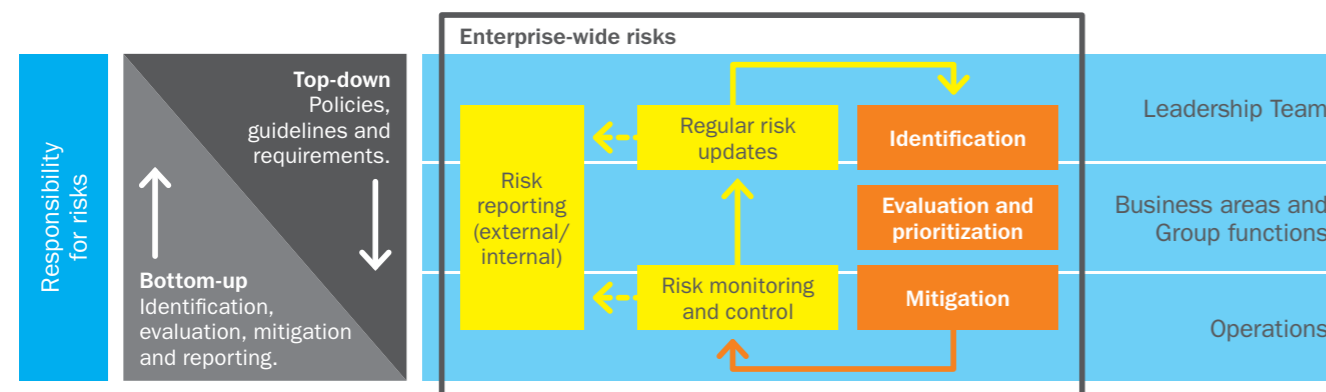 Enterprise-wide risks
Responsibility
for risks
Top-down
Policies,
guidelines and
requirements.
Bottom-up
Identification,
evaluation, mitigation
and reporting.
Risk
reporting
(external/
internal)
Regular risk
updates
Identification
Leadership Team
Evaluation and
prioritization
Business areas and
Group functions
Risk monitoring
and control
Mitigation
Operations